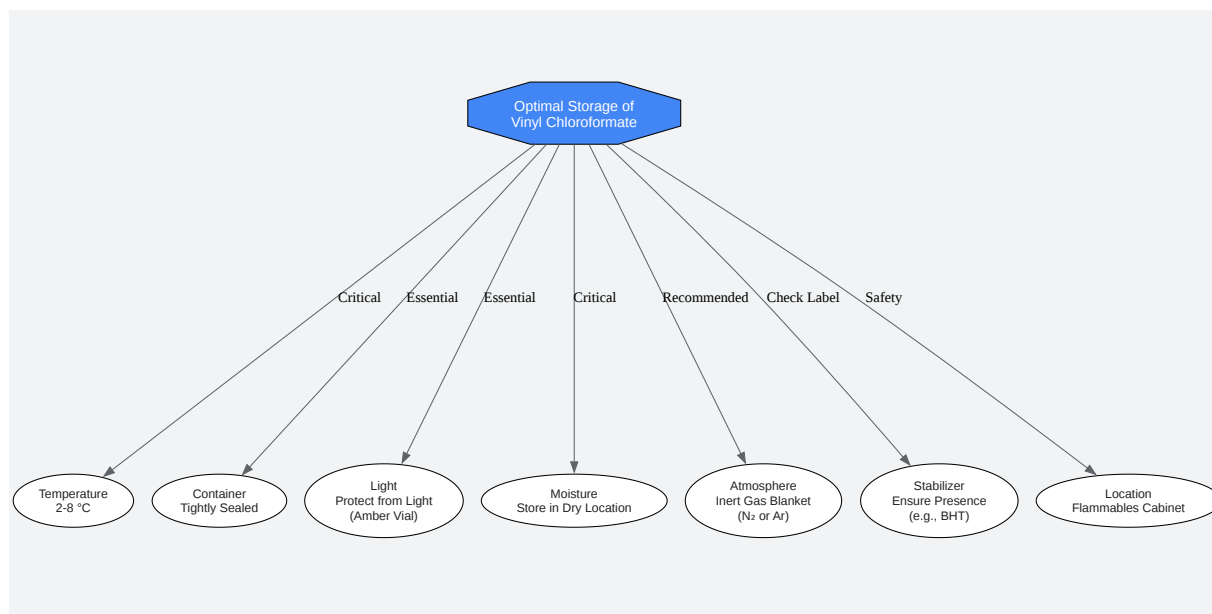 Optimal Storage of
Vinyl Chloroformate
Critical
Essential
Essential
Critical
Recommended
Check Label
Safety
Temperature
2-8 °C
Container
Tightly Sealed
Light
Protect from Light
(Amber Vial)
Moisture
Store in Dry Location
Atmosphere
Inert Gas Blanket
(N₂ or Ar)
Stabilizer
Ensure Presence
(e.g., BHT)
Location
Flammables Cabinet